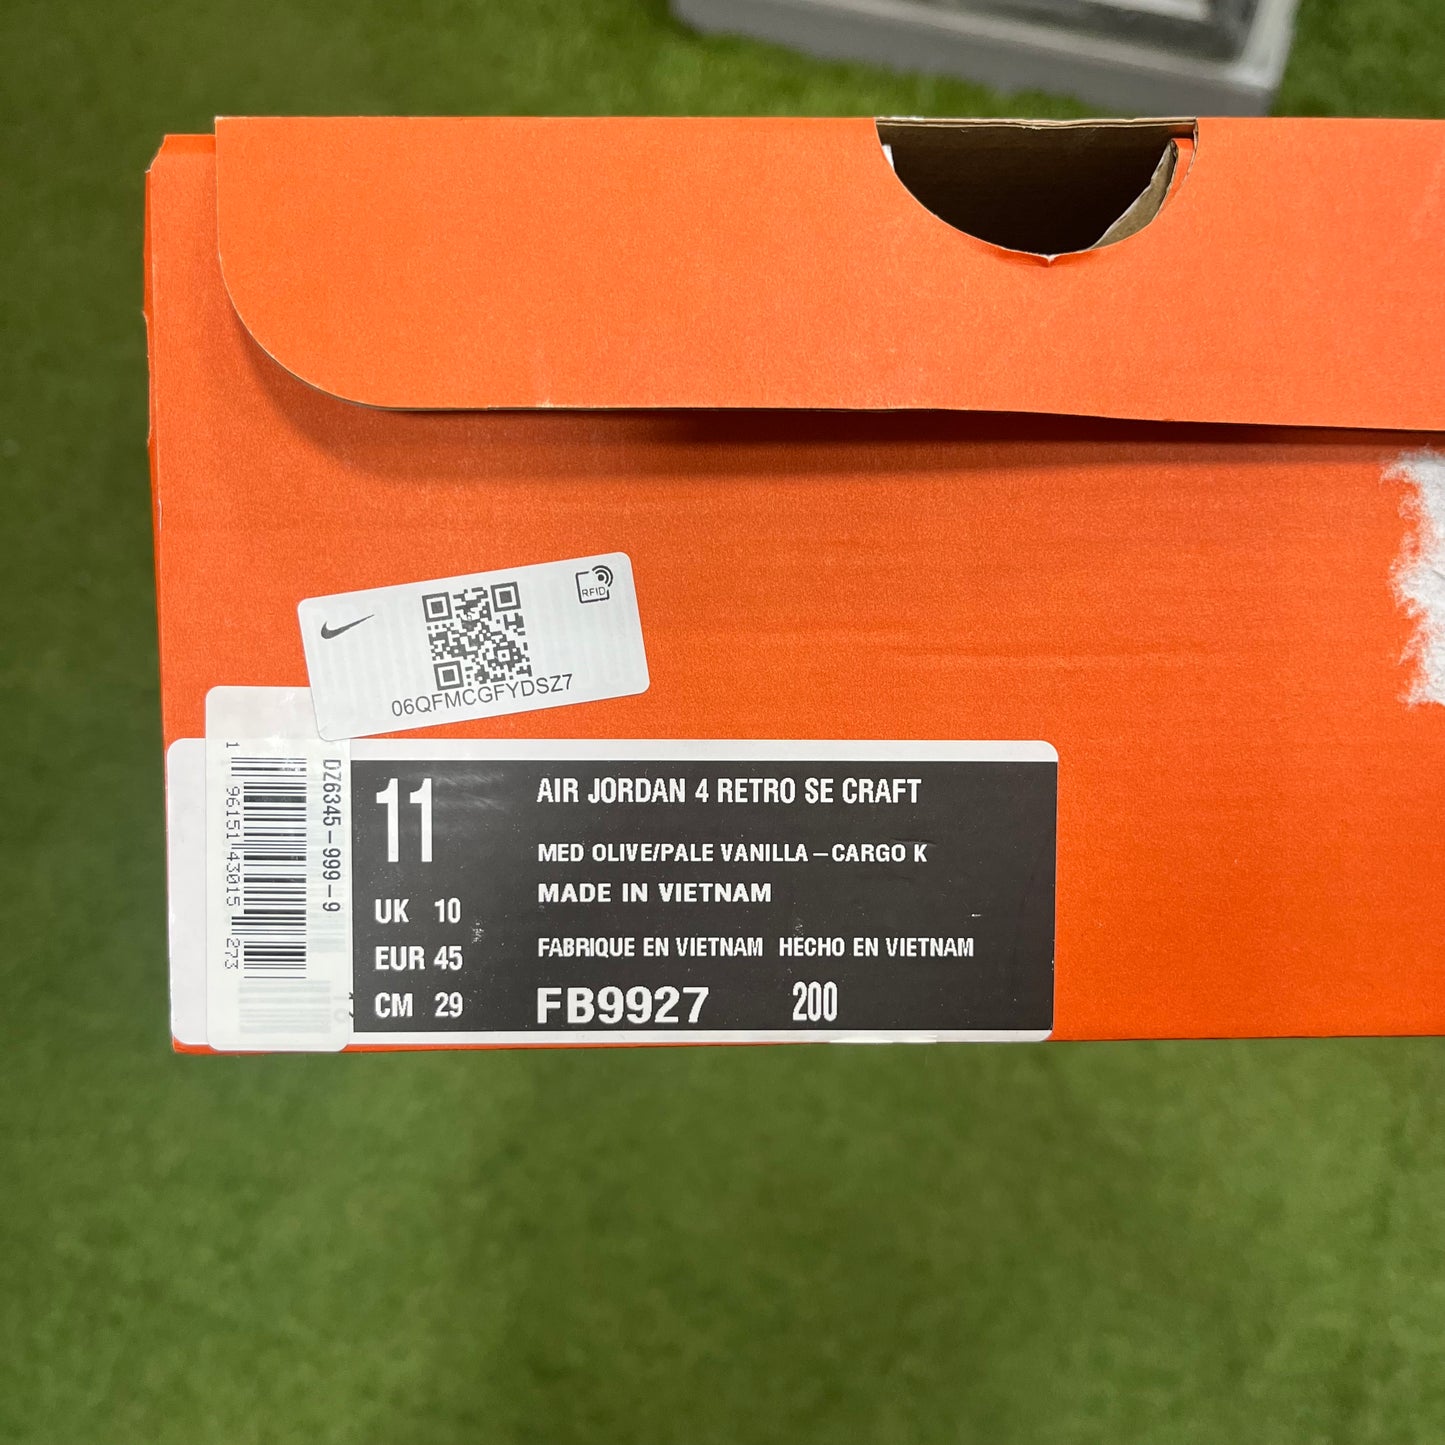 RFID
06QFMCGFYDSZ7
1 96151 43015 273
DZ6345-999-9
11
UK 10
EUR 45
CM 29
AIR JORDAN 4 RETRO SE CRAFT
MED OLIVE/PALE VANILLA-CARGO K
MADE IN VIETNAM
FABRIQUE EN VIETNAM HECHO EN VIETNAM
FB9927 200